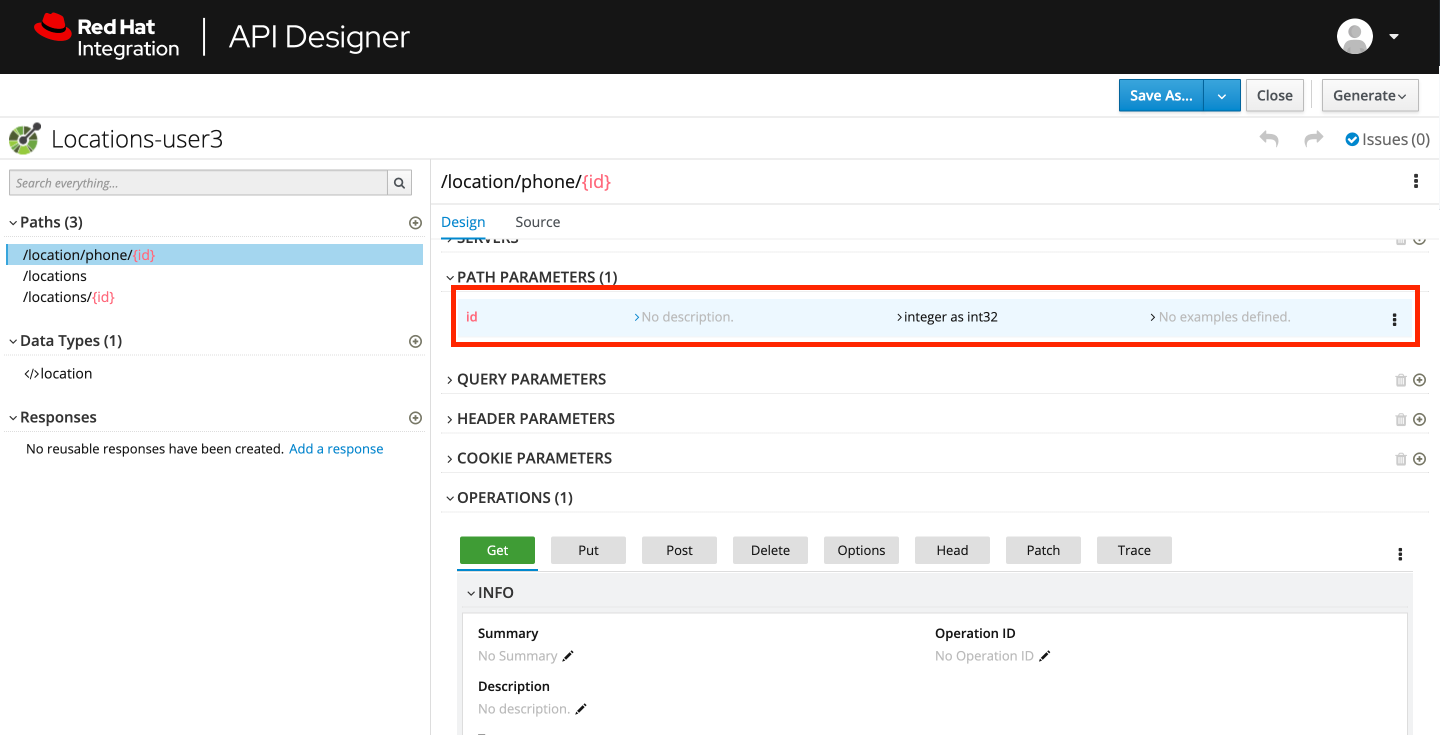 Red Hat
Integration
API Designer
Save As...
Close
Generate
Locations-user3
Issues (0)
Search everything...
/location/phone/{id}
Paths (3)
Design
Source
SERVERS
/location/phone/{id}
/locations
/locations/{id}
PATH PARAMETERS (1)
id
No description.
integer as int32
No examples defined.
Data Types (1)
</>location
QUERY PARAMETERS
Responses
HEADER PARAMETERS
No reusable responses have been created. Add a response
COOKIE PARAMETERS
OPERATIONS (1)
Get
Put
Post
Delete
Options
Head
Patch
Trace
INFO
Summary
Operation ID
No Summary
No Operation ID
Description
No description.